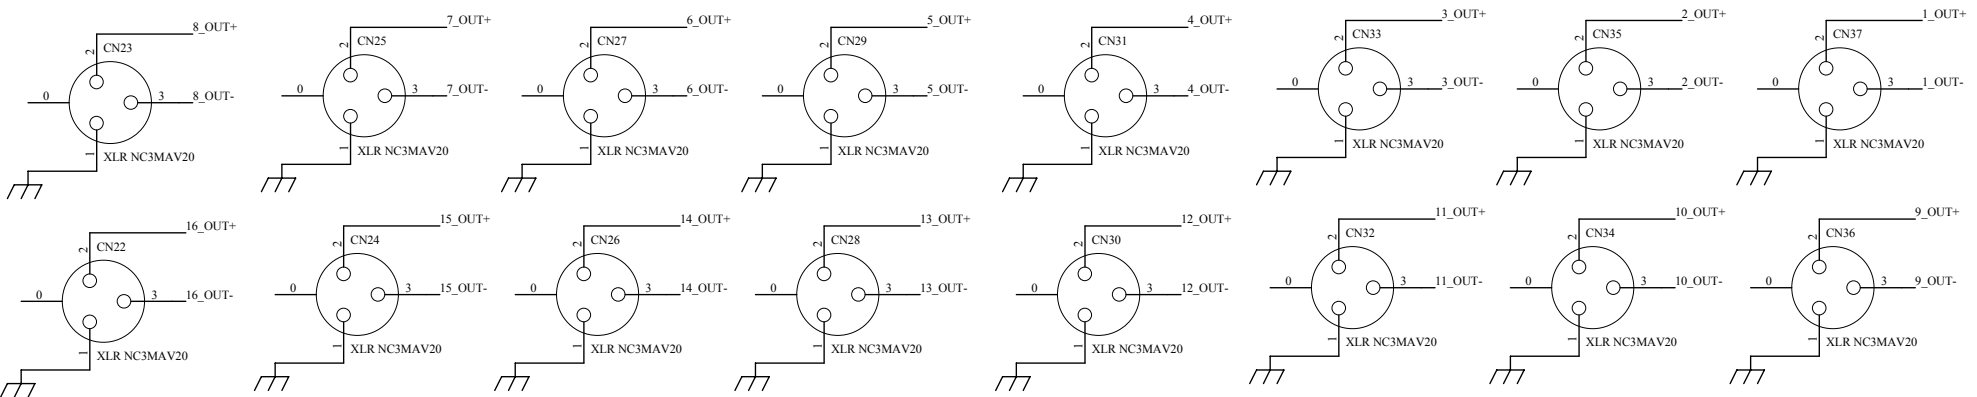 8_OUT+
2
CN23
0
3
8_OUT-
1
XLR NC3MAV20
7_OUT+
2
CN25
0
3
7_OUT-
1
XLR NC3MAV20
6_OUT+
2
CN27
0
3
6_OUT-
1
XLR NC3MAV20
5_OUT+
2
CN29
0
3
5_OUT-
1
XLR NC3MAV20
4_OUT+
2
CN31
0
3
4_OUT-
1
XLR NC3MAV20
3_OUT+
2
CN33
0
3
3_OUT-
1
XLR NC3MAV20
2_OUT+
2
CN35
0
3
2_OUT-
1
XLR NC3MAV20
1_OUT+
2
CN37
0
3
1_OUT-
1
XLR NC3MAV20
16_OUT+
2
CN22
0
3
16_OUT-
1
XLR NC3MAV20
15_OUT+
2
CN24
0
3
15_OUT-
1
XLR NC3MAV20
14_OUT+
2
CN26
0
3
14_OUT-
1
XLR NC3MAV20
13_OUT+
2
CN28
0
3
13_OUT-
1
XLR NC3MAV20
12_OUT+
2
CN30
0
3
12_OUT-
1
XLR NC3MAV20
11_OUT+
2
CN32
0
3
11_OUT-
1
XLR NC3MAV20
10_OUT+
2
CN34
0
3
10_OUT-
1
XLR NC3MAV20
9_OUT+
2
CN36
0
3
9_OUT-
1
XLR NC3MAV20